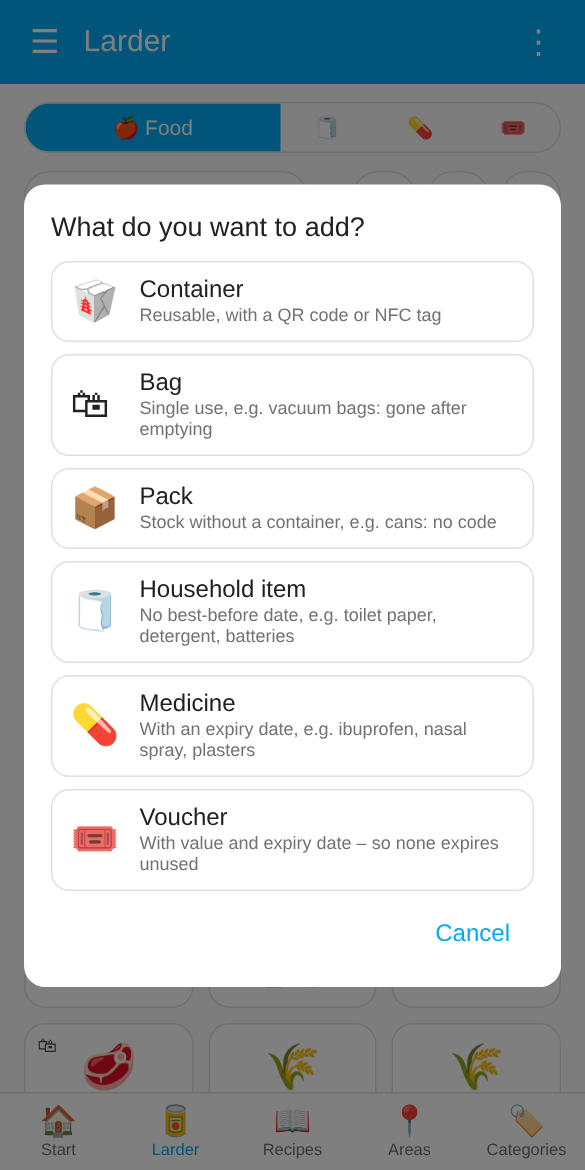 Larder
Food
What do you want to add?
Container
Reusable, with a QR code or NFC tag
Bag
Single use, e.g. vacuum bags: gone after
emptying
Pack
Stock without a container, e.g. cans: no code
Household item
No best-before date, e.g. toilet paper,
detergent, batteries
Medicine
With an expiry date, e.g. ibuprofen, nasal
spray, plasters
Voucher
With value and expiry date – so none expires
unused
Cancel
Start
Larder
Recipes
Areas
Categories